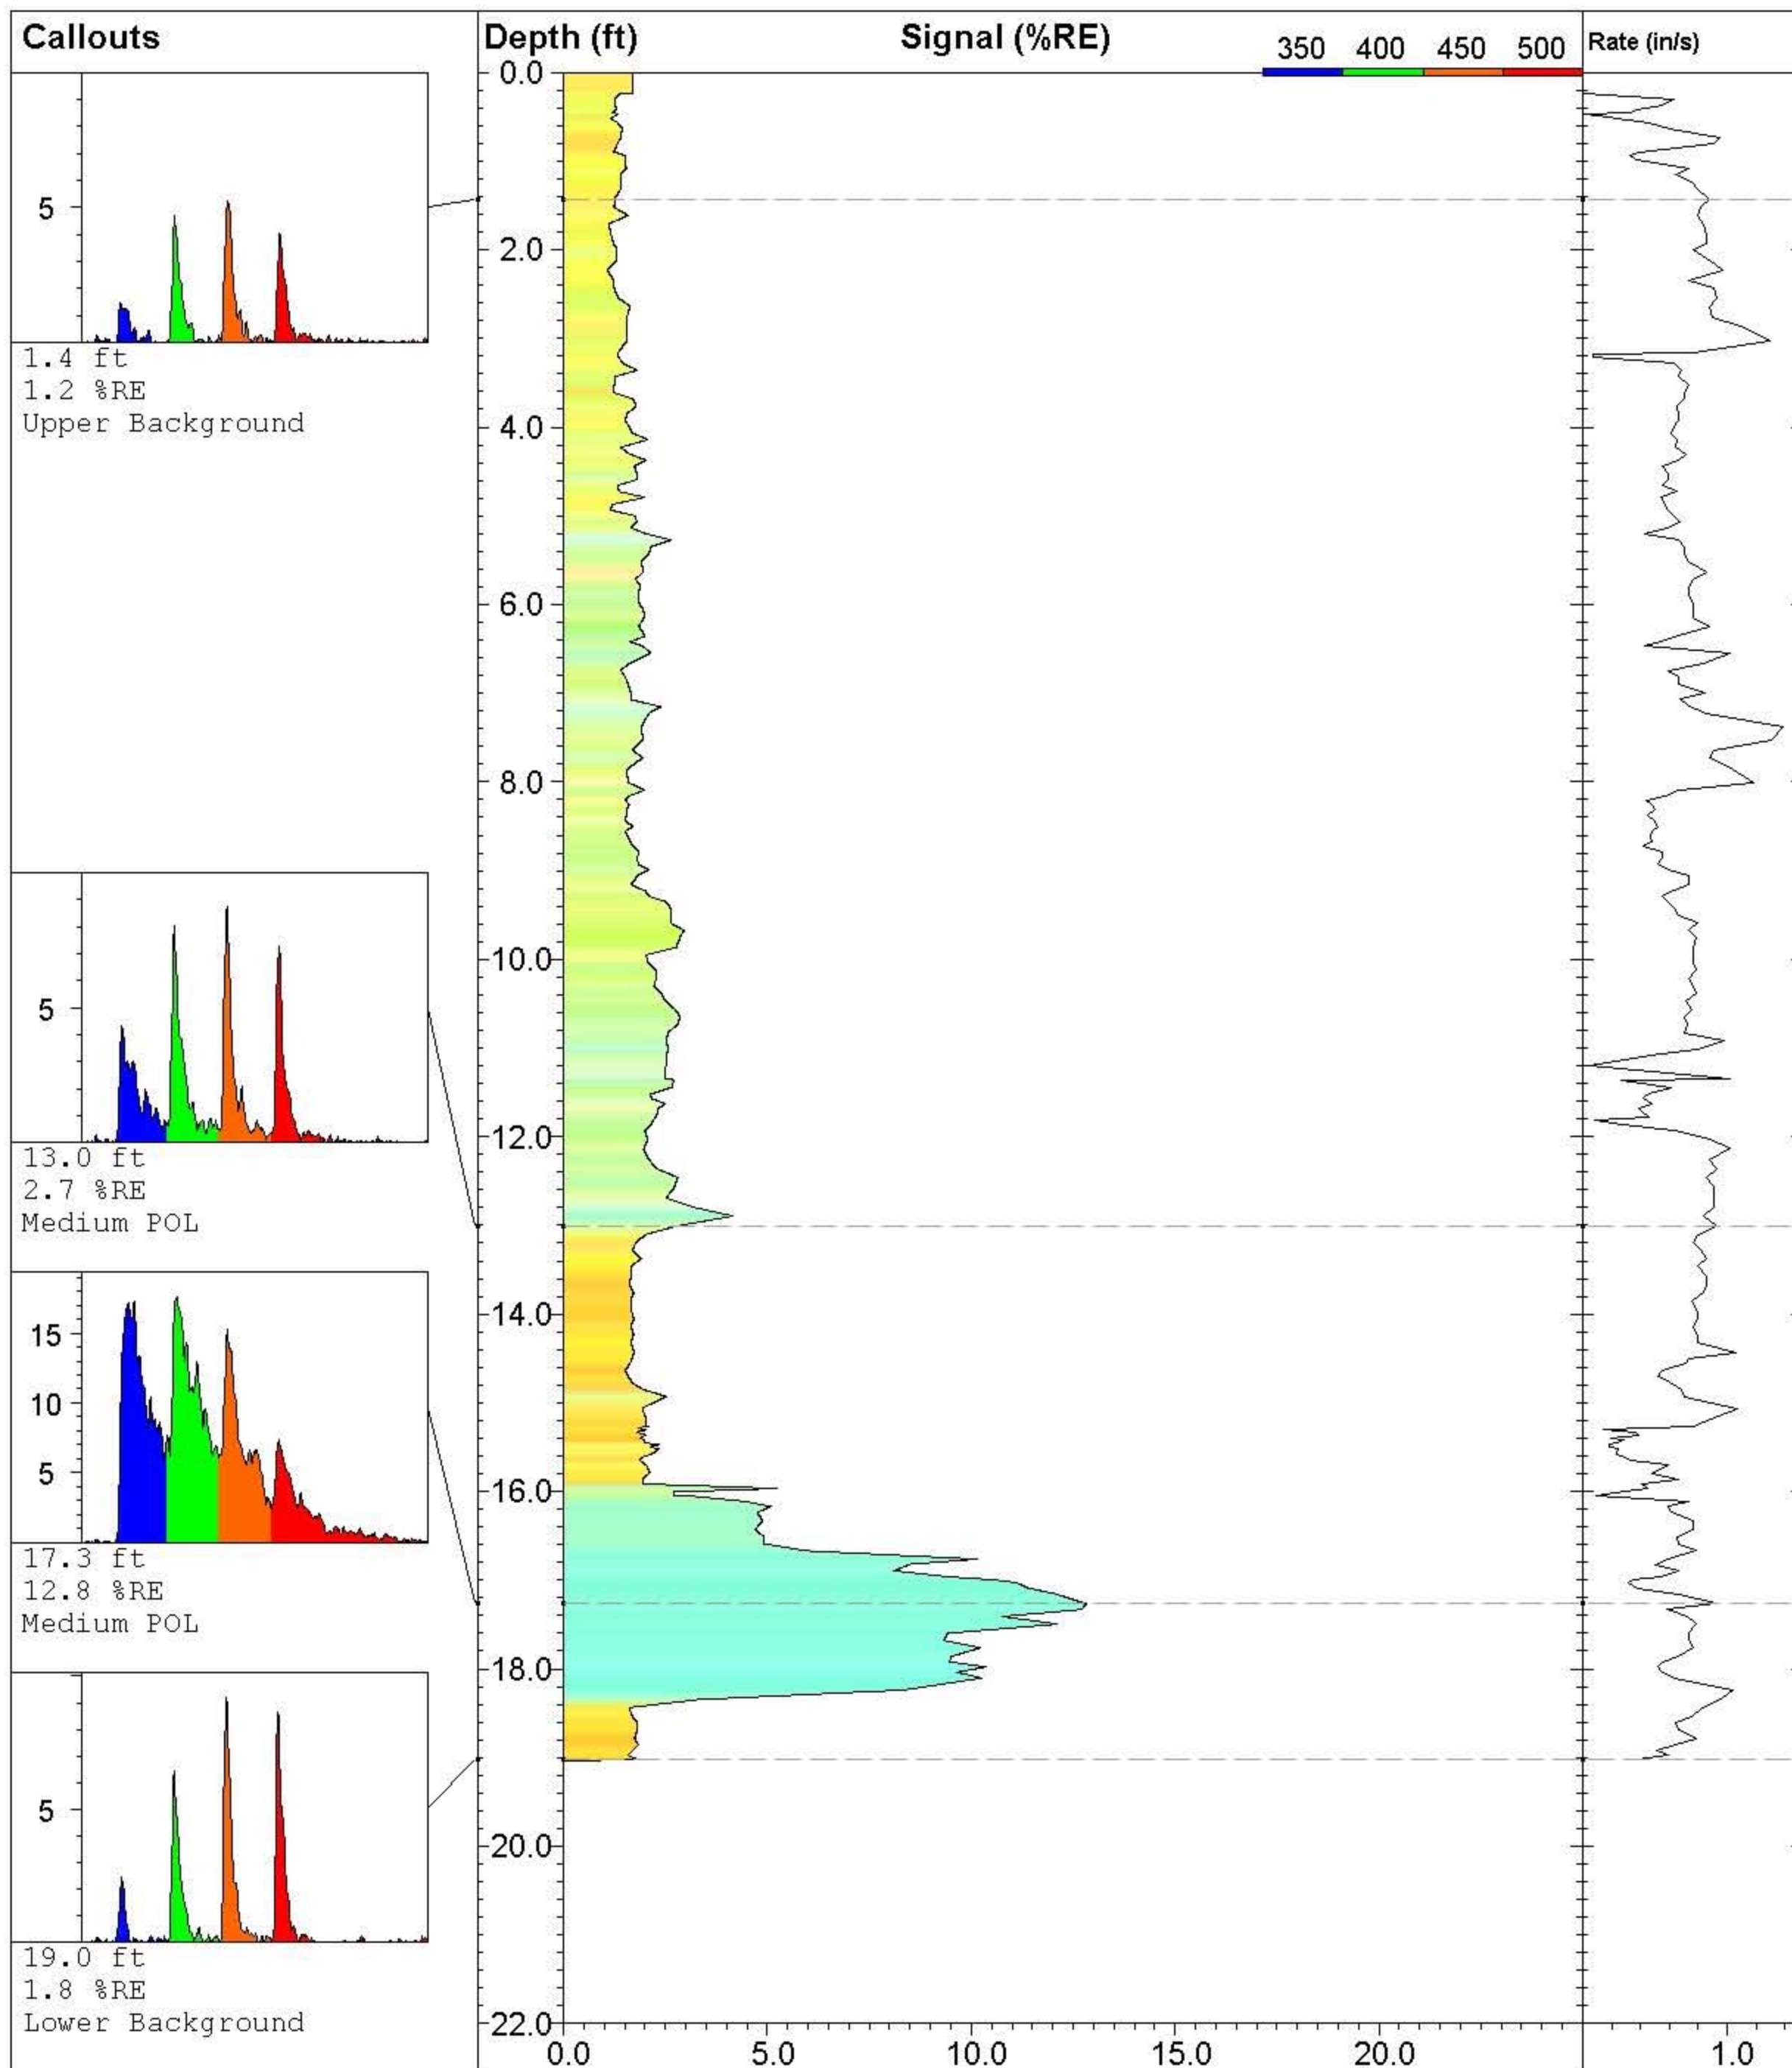 Callouts
Depth (ft)
Signal (%RE)
350 400 450 500
Rate (in/s)
5
1.4 ft
1.2 %RE
Upper Background
5
13.0 ft
2.7 %RE
Medium POL
15
10
5
17.3 ft
12.8 %RE
Medium POL
5
19.0 ft
1.8 %RE
Lower Background
0.0
2.0
4.0
6.0
8.0
10.0
12.0
14.0
16.0
18.0
20.0
22.0
0.0 5.0 10.0 15.0 20.0
1.0